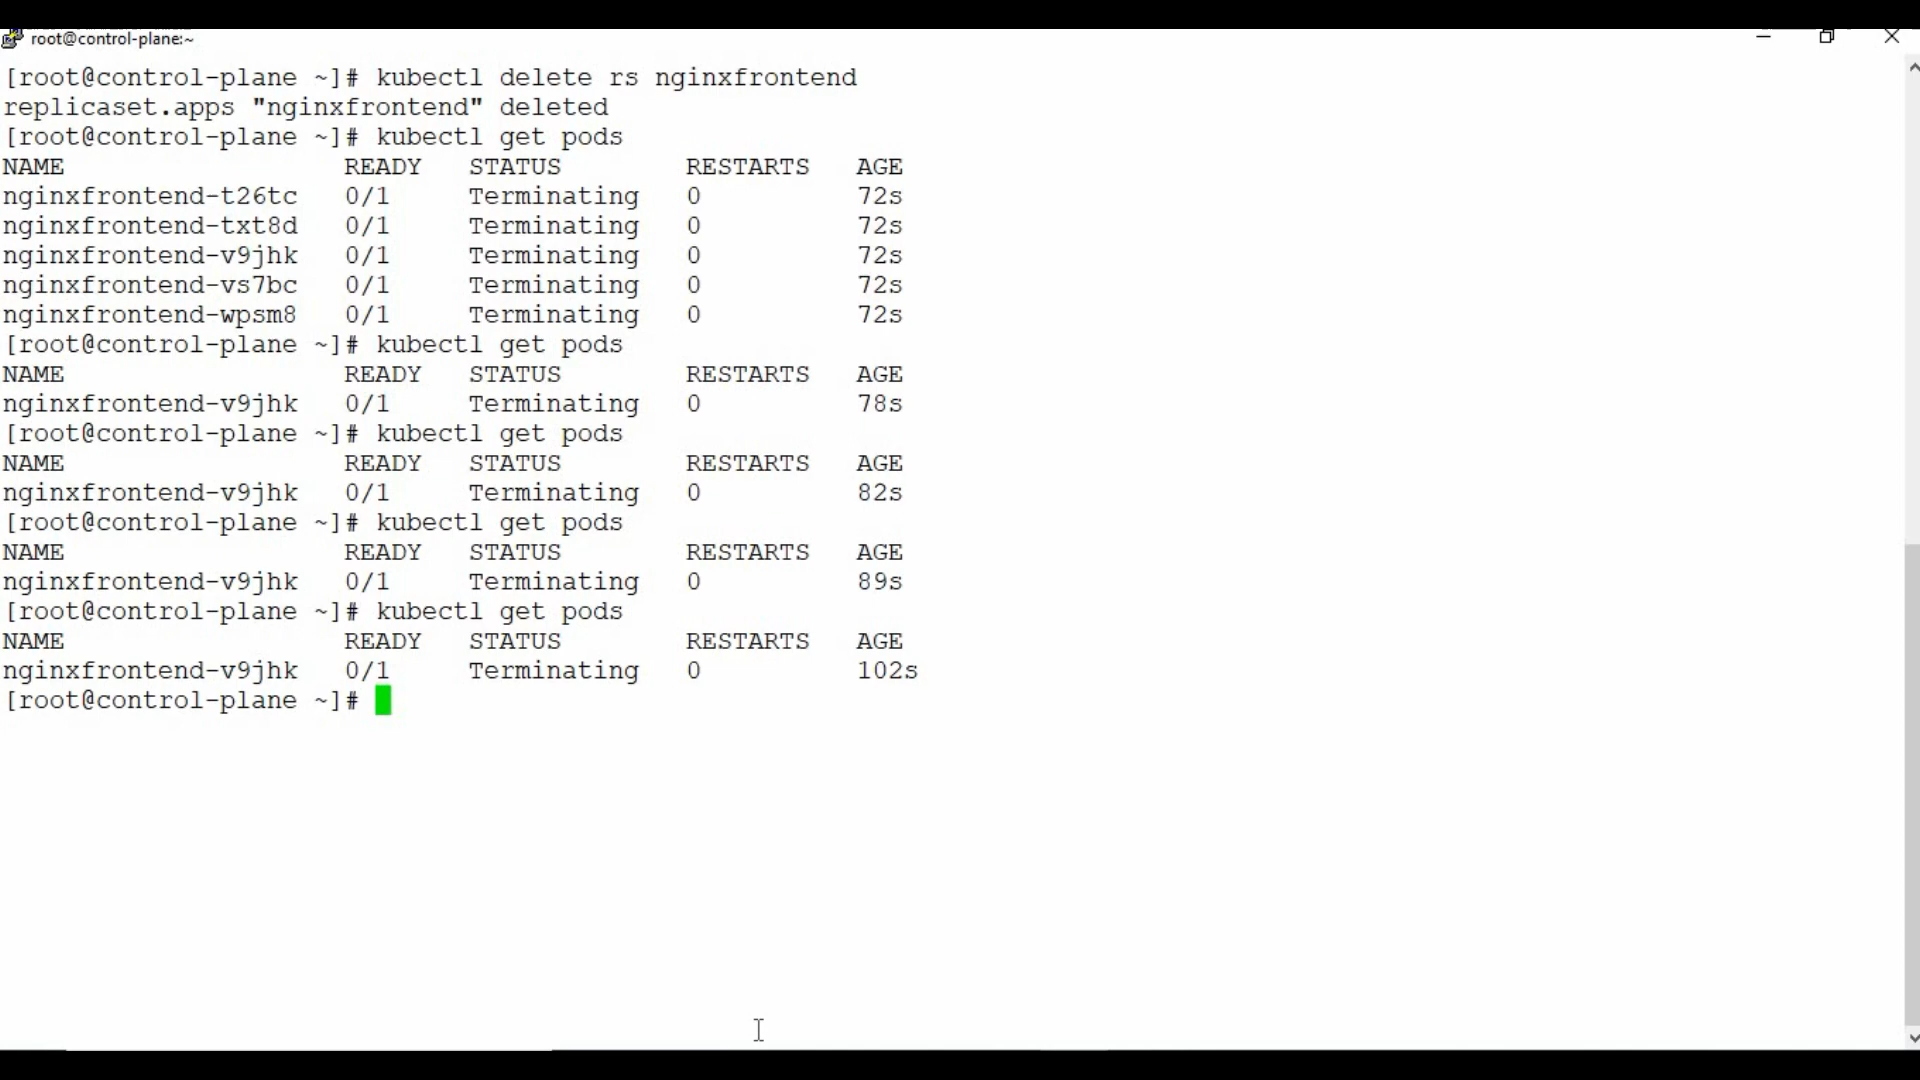 root@control-plane:~
[root@control-plane ~]# kubectl delete rs nginxfrontend
replicaset.apps "nginxfrontend" deleted
[root@control-plane ~]# kubectl get pods
NAME READY STATUS RESTARTS AGE
nginxfrontend-t26tc 0/1 Terminating 0 72s
nginxfrontend-txt8d 0/1 Terminating 0 72s
nginxfrontend-v9jhk 0/1 Terminating 0 72s
nginxfrontend-vs7bc 0/1 Terminating 0 72s
nginxfrontend-wpsm8 0/1 Terminating 0 72s
[root@control-plane ~]# kubectl get pods
NAME READY STATUS RESTARTS AGE
nginxfrontend-v9jhk 0/1 Terminating 0 78s
[root@control-plane ~]# kubectl get pods
NAME READY STATUS RESTARTS AGE
nginxfrontend-v9jhk 0/1 Terminating 0 82s
[root@control-plane ~]# kubectl get pods
NAME READY STATUS RESTARTS AGE
nginxfrontend-v9jhk 0/1 Terminating 0 89s
[root@control-plane ~]# kubectl get pods
NAME READY STATUS RESTARTS AGE
nginxfrontend-v9jhk 0/1 Terminating 0 102s
[root@control-plane ~]#